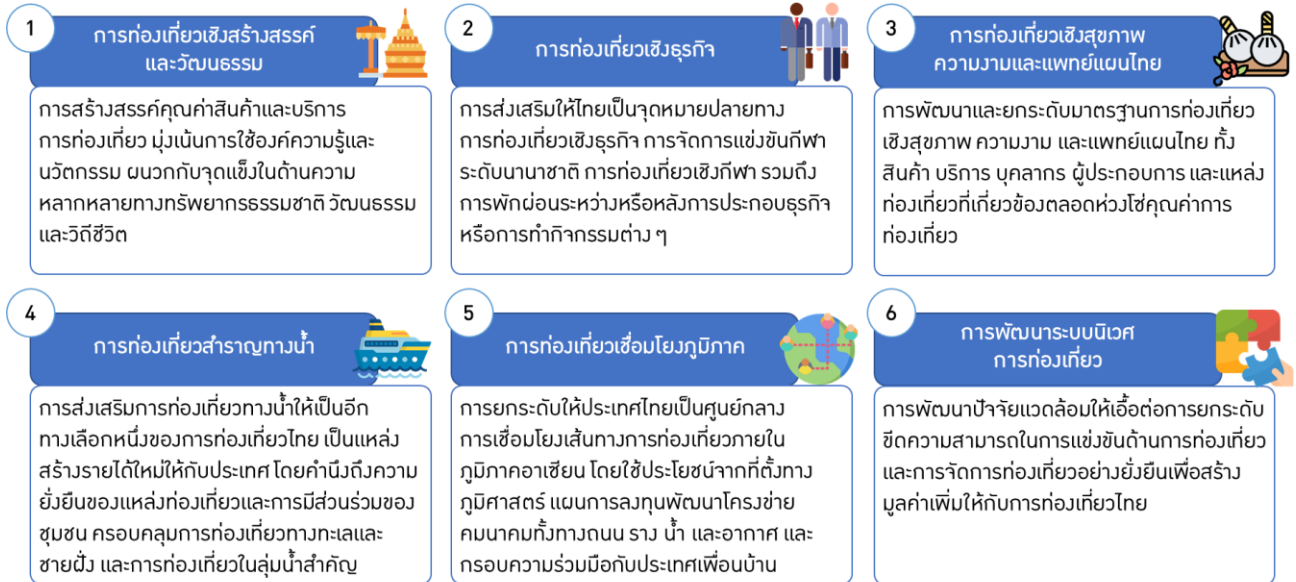 1
การท่องเที่ยวเชิงสร้างสรรค์
และวัฒนธรรม
การสร้างสรรค์คุณค่าสินค้าและบริการ
การท่องเที่ยว มุ่งเน้นการใช้องค์ความรู้และ
นวัตกรรม ผนวกกับจุดแข็งในด้านความ
หลากหลายทางทรัพยากรธรรมชาติ วัฒนธรรม
และวิถีชีวิต
2
การท่องเที่ยวเชิงธุรกิจ
การส่งเสริมให้ไทยเป็นจุดหมายปลายทาง
การท่องเที่ยวเชิงธุรกิจ การจัดการแข่งขันกีฬา
ระดับนานาชาติ การท่องเที่ยวเชิงกีฬา รวมถึง
การพักผ่อนระหว่างหรือหลังการประกอบธุรกิจ
หรือการทำกิจกรรมต่าง ๆ
3
การท่องเที่ยวเชิงสุขภาพ
ความงามและแพทย์แผนไทย
การพัฒนาและยกระดับมาตรฐานการท่องเที่ยว
เชิงสุขภาพ ความงาม และแพทย์แผนไทย ทั้ง
สินค้า บริการ บุคลากร ผู้ประกอบการ และแหล่ง
ท่องเที่ยวที่เกี่ยวข้องตลอดห่วงโซ่คุณค่าการ
ท่องเที่ยว
4
การท่องเที่ยวสำราญทางน้ำ
การส่งเสริมการท่องเที่ยวทางน้ำให้เป็นอีก
ทางเลือกหนึ่งของการท่องเที่ยวไทย เป็นแหล่ง
สร้างรายได้ใหม่ให้กับประเทศ โดยคำนึงถึงความ
ยั่งยืนของแหล่งท่องเที่ยวและการมีส่วนร่วมของ
ชุมชน ครอบคลุมการท่องเที่ยวทางทะเลและ
ชายฝั่ง และการท่องเที่ยวในลุ่มน้ำสำคัญ
5
การท่องเที่ยวเชื่อมโยงภูมิภาค
การยกระดับให้ประเทศไทยเป็นศูนย์กลาง
การเชื่อมโยงเส้นทางการท่องเที่ยวภายใน
ภูมิภาคอาเซียน โดยใช้ประโยชน์จากที่ตั้งทาง
ภูมิศาสตร์ แผนการลงทุนพัฒนาโครงข่าย
คมนาคมทั้งทางถนน ราง น้ำ และอากาศ และ
กรอบความร่วมมือกับประเทศเพื่อนบ้าน
6
การพัฒนาระบบนิเวศ
การท่องเที่ยว
การพัฒนาปัจจัยแวดล้อมให้เอื้อต่อการยกระดับ
ขีดความสามารถในการแข่งขันด้านการท่องเที่ยว
และการจัดการท่องเที่ยวอย่างยั่งยืนเพื่อสร้าง
มูลค่าเพิ่มให้กับการท่องเที่ยวไทย